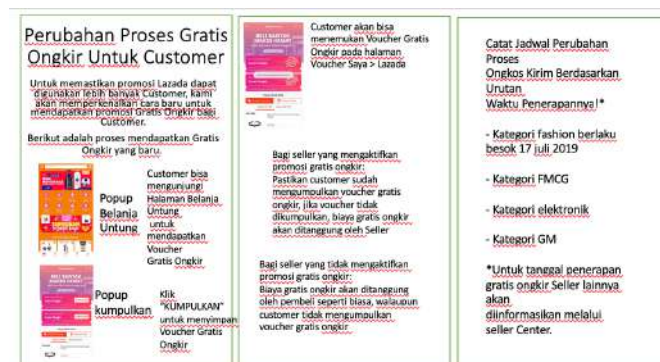 Perubahan Proses Gratis
Ongkir Untuk Customer
Untuk memastikan promosi Lazada dapat
digunakan lebih banyak Customer, kami
akan memperkenalkan cara baru untuk
mendapatkan promosi Gratis Ongkir bagi
Customer.
Berikut adalah proses mendapatkan Gratis
Ongkir yang baru.
Popup
Belanja
Untung
Customer bisa
mengunjungi
Halaman Belanja
Untung
untuk
mendapatkan
Voucher
Gratis Ongkir
Popup
kumpulkan
Klik
"KUMPULKAN"
untuk menyimpan
Voucher Gratis
Ongkir
BELI BANYAK
Customer akan bisa
menemukan Voucher Gratis
Ongkir pada halaman
Voucher Saya > Lazada
Bagi seller yang mengaktifkan
promosi gratis ongkir:
Pastikan customer sudah
mengumpulkan voucher gratis
ongkir, jika voucher tidak
dikumpulkan, biaya gratis ongkir
akan ditanggung oleh Seller
Bagi seller yang tidak mengaktifkan
promosi gratis ongkir:
Biaya gratis ongkir akan ditanggung
oleh pembeli seperti biasa, walaupun
customer tidak mengumpulkan
voucher gratis ongkir
Catat Jadwal Perubahan
Proses
Ongkos Kirim Berdasarkan
Urutan
Waktu Penerapannya!*
- Kategori fashion berlaku
besok 17 juli 2019
- Kategori FMCG
- Kategori elektronik
- Kategori GM
*Untuk tanggal penerapan
gratis ongkir Seller lainnya
akan
diinformasikan melalui
seller Center.